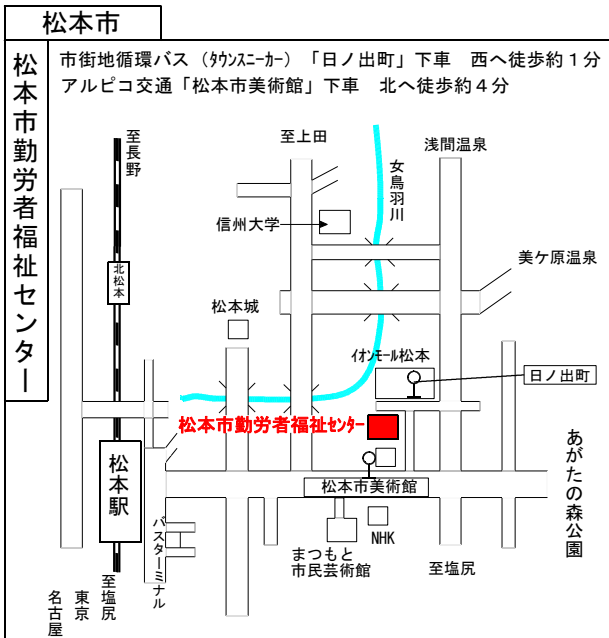 松本市
松本市勤労者福祉センター
市街地循環バス（ﾀｳﾝｽﾆｰｶｰ）「日ノ出町」下車　西へ徒歩約１分
アルピコ交通「松本市美術館」下車　北へ徒歩約４分
至長野
至上田
女鳥羽川
浅間温泉
信州大学
美ケ原温泉
北松本
松本城
ｲｵﾝﾓｰﾙ松本
日ノ出町
松本市勤労者福祉ｾﾝﾀｰ
松本駅
あがたの森公園
松本市美術館
バスターミナル
NHK
まつもと
市民芸術館
至塩尻
至塩尻
東京
名古屋